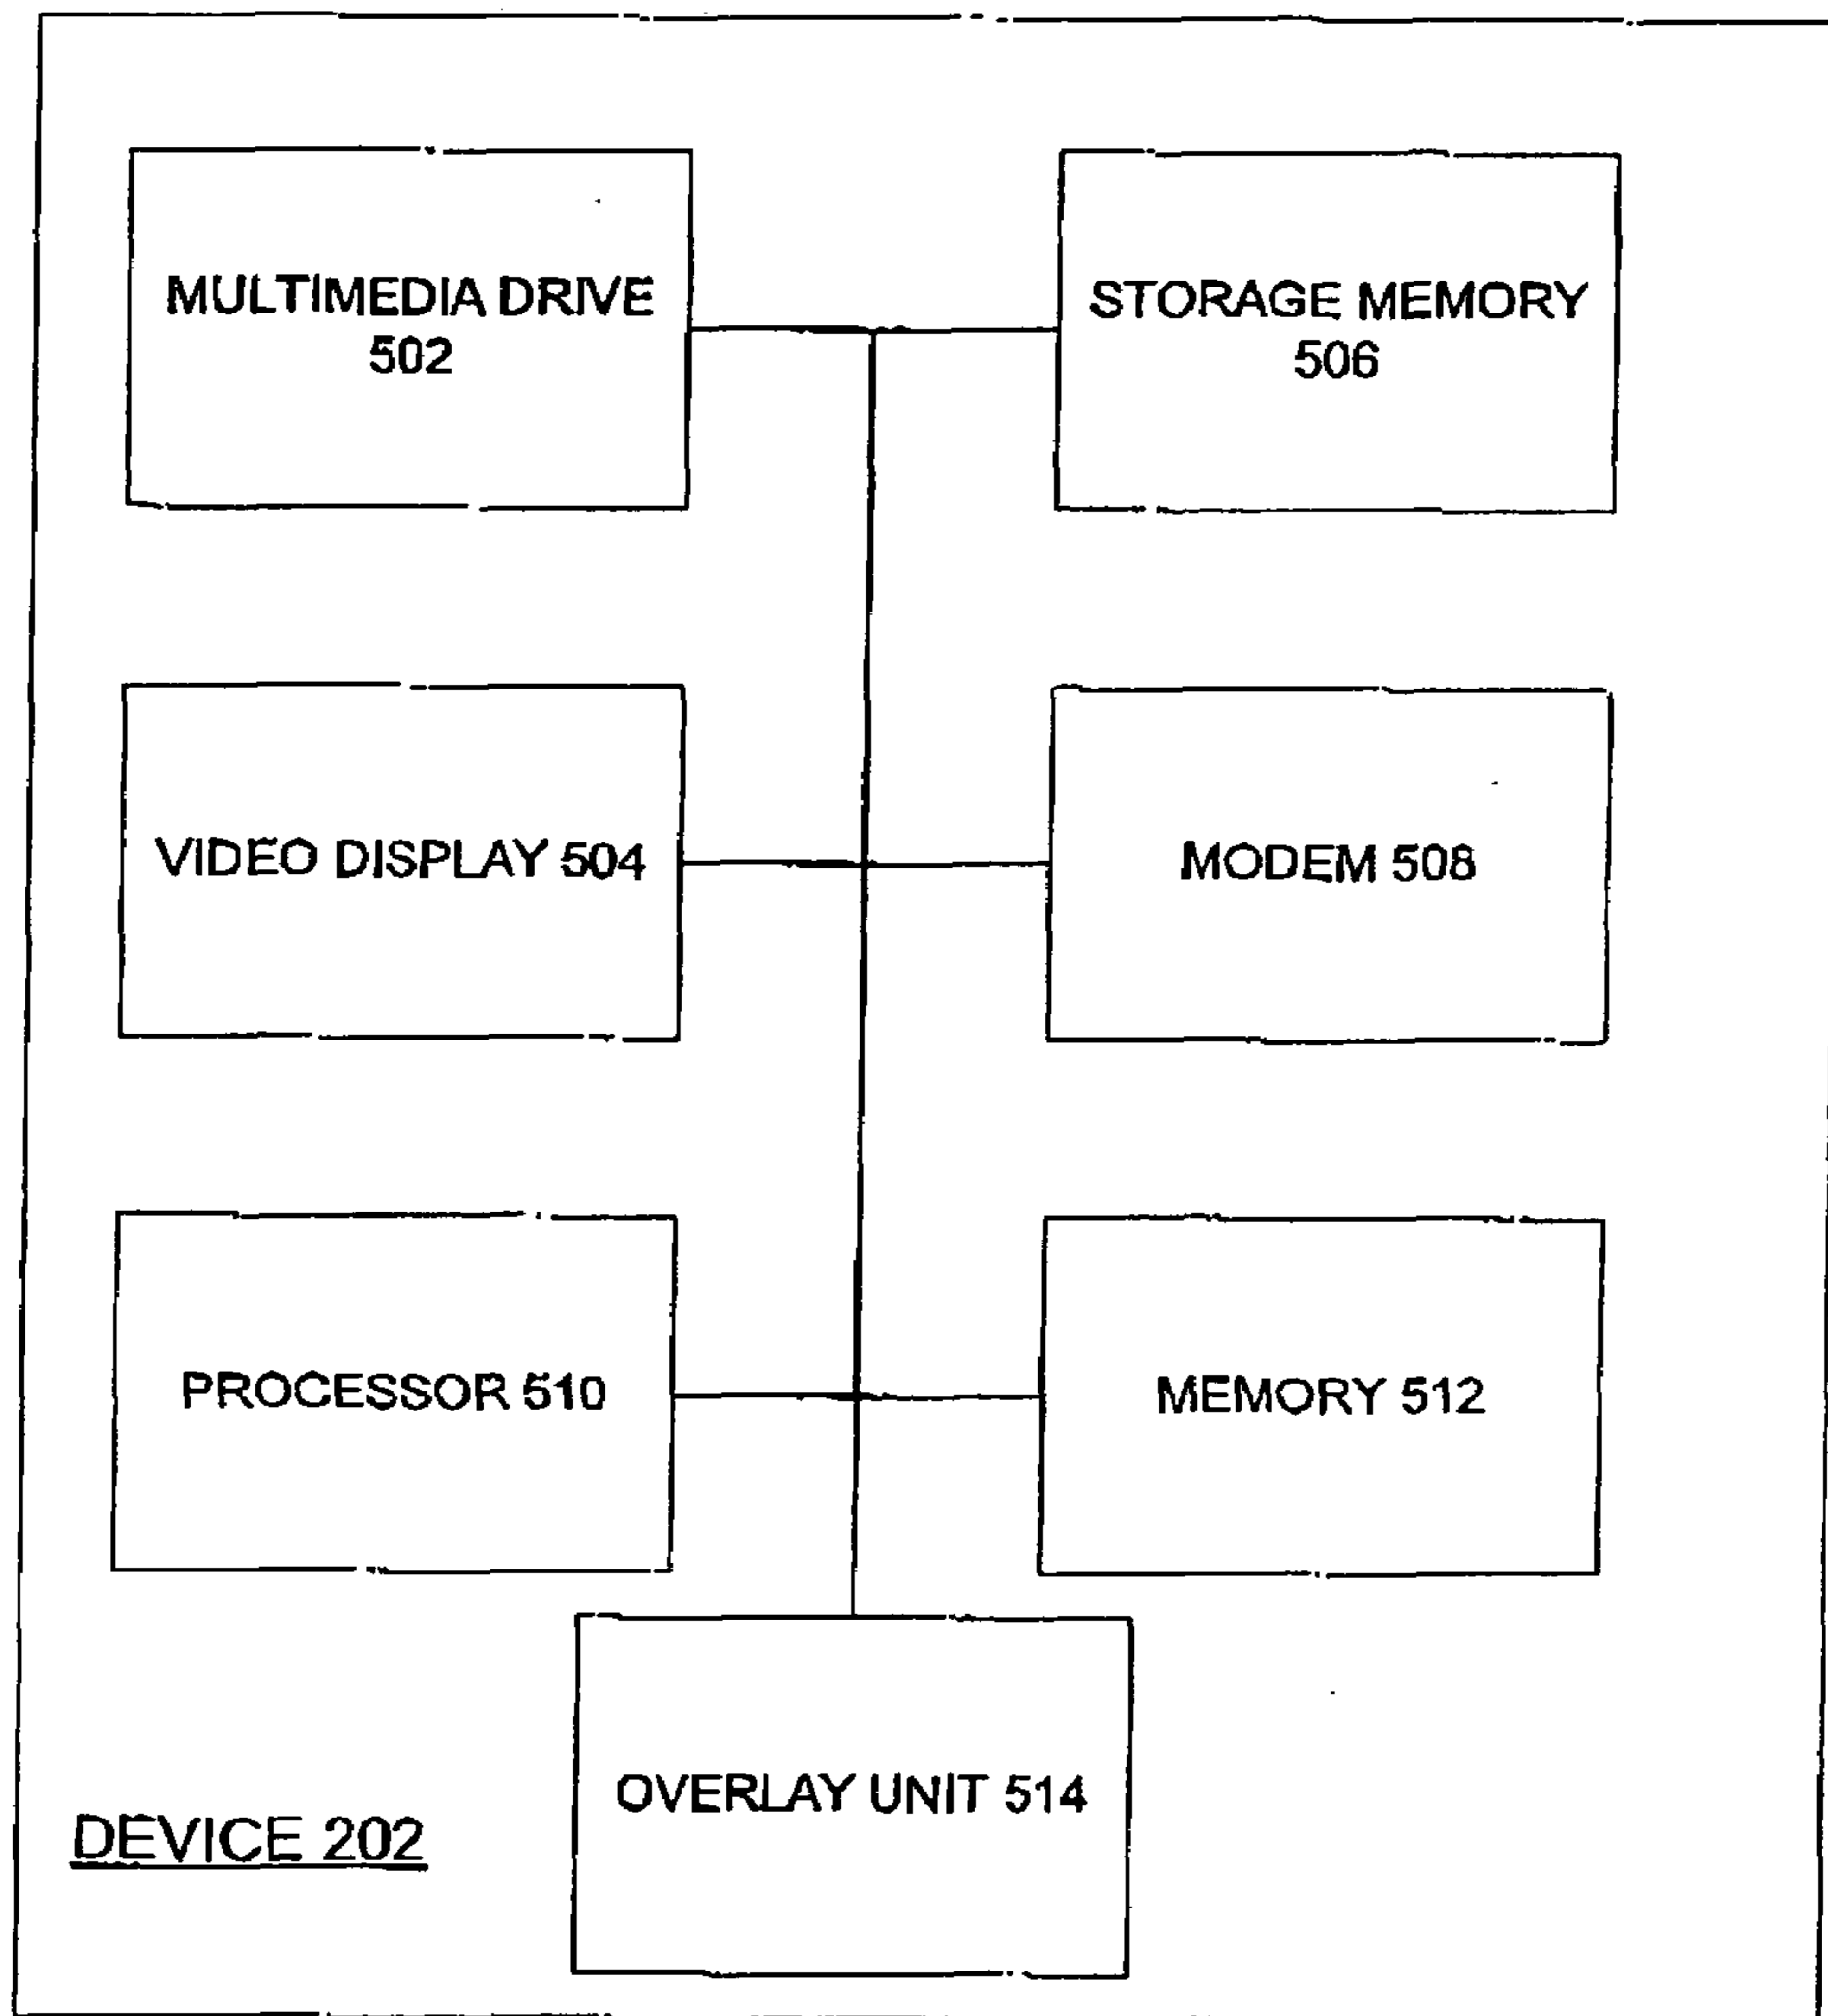 MULTIMEDIA DRIVE
502
STORAGE MEMORY
506
VIDEO DISPLAY 504
MODEM 508
PROCESSOR 510
MEMORY 512
OVERLAY UNIT 514
DEVICE 202